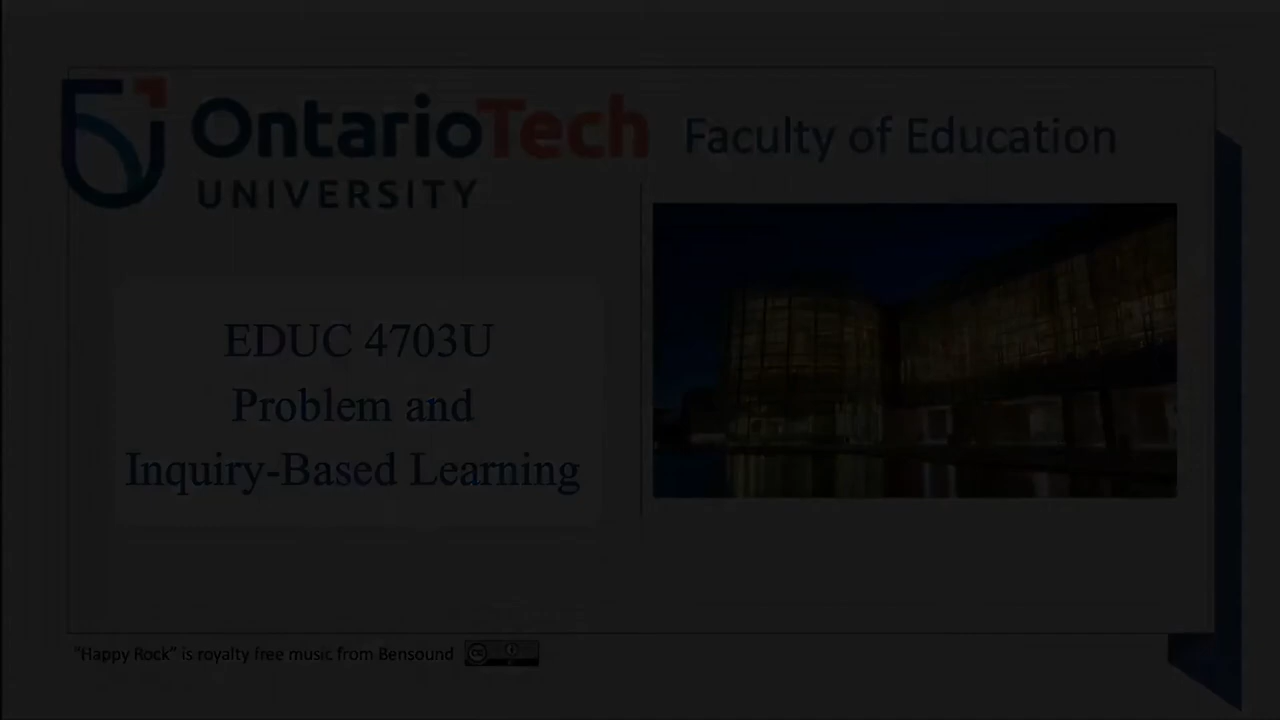 OntarioTech
UNIVERSITY
Faculty of Education
EDUC 4703U
Problem and
Inquiry-Based Learning
"Happy Rock" is royalty free music from Bensound